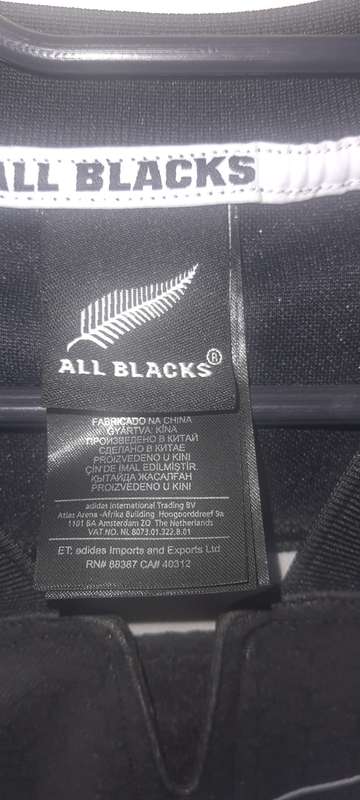 ALL BLACKS
ALL BLACKS®
FABRICADO NA CHINA
GYÁRTVA: KÍNA
ПРОИЗВЕДЕНО В КИТАЙ
СДЕЛАНО В КИТАЕ
PROIZVEDENO U KINI
ÇİN'DE İMAL EDİLMİŞTİR.
ҚЫТАЙДА ЖАСАЛҒАН
PROIZVEDENO U KINI
adidas International Trading BV
Atlas Arena -Afrika Building Hoogoorddreef 9a
1101 BA Amsterdam ZO The Netherlands
VAT NO. NL 8073.01.322.B.01
ET: adidas Imports and Exports Ltd
RN# 88387 CA# 40312